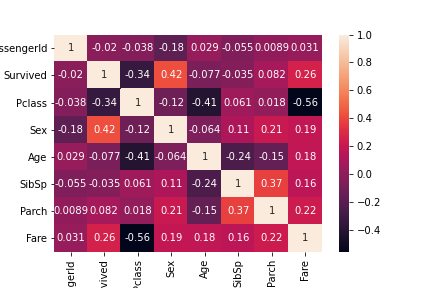 ssengerId 1 -0.02 -0.038 -0.18 0.029 -0.055 0.0089 0.031
Survived -0.02 1 -0.34 0.42 -0.077 -0.035 0.082 0.26
Pclass -0.038 -0.34 1 -0.12 -0.41 0.061 0.018 -0.56
Sex -0.18 0.42 -0.12 1 -0.064 0.11 0.21 0.19
Age 0.029 -0.077 -0.41 -0.064 1 -0.24 -0.15 0.18
SibSp -0.055 -0.035 0.061 0.11 -0.24 1 0.37 0.16
Parch 0.0089 0.082 0.018 0.21 -0.15 0.37 1 0.22
Fare 0.031 0.26 -0.56 0.19 0.18 0.16 0.22 1
gerId vived Pclass Sex Age SibSp Parch Fare
1.0
0.8
0.6
0.4
0.2
0.0
-0.2
-0.4